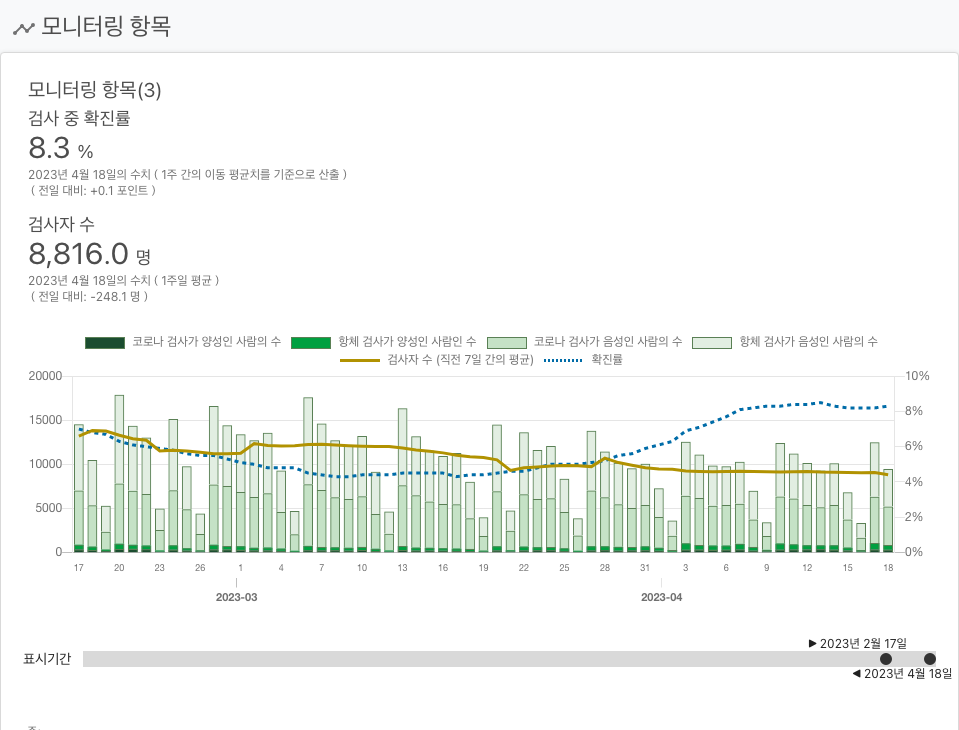 모니터링 항목
모니터링 항목(3)
검사 중 확진률
8.3 %
2023년 4월 18일의 수치 ( 1주 간의 이동 평균치를 기준으로 산출 )
( 전일 대비: +0.1 포인트 )
검사자 수
8,816.0 명
2023년 4월 18일의 수치 ( 1주일 평균 )
( 전일 대비: -248.1 명 )
코로나 검사가 양성인 사람의 수 항체 검사가 양성인 사람인 수 코로나 검사가 음성인 사람의 수 항체 검사가 음성인 사람의 수
검사자 수 (직전 7일 간의 평균) 확진률
20000 10%
8%
15000
6%
10000
4%
5000
2%
0 0%
17 20 23 26 1 4 7 10 13 16 19 22 25 28 31 3 6 9 12 15 18
2023-03 2023-04
▶ 2023년 2월 17일
표시기간
◀ 2023년 4월 18일